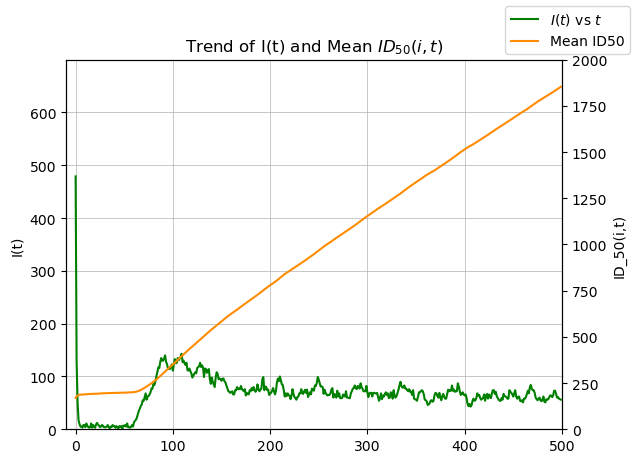 I(t) vs t
Mean ID50
Trend of I(t) and Mean ID₅₀(i, t)
600
500
400
300
200
100
0
I(t)
2000
1750
1500
1250
1000
750
500
250
0
ID_50(i,t)
0 100 200 300 400 500